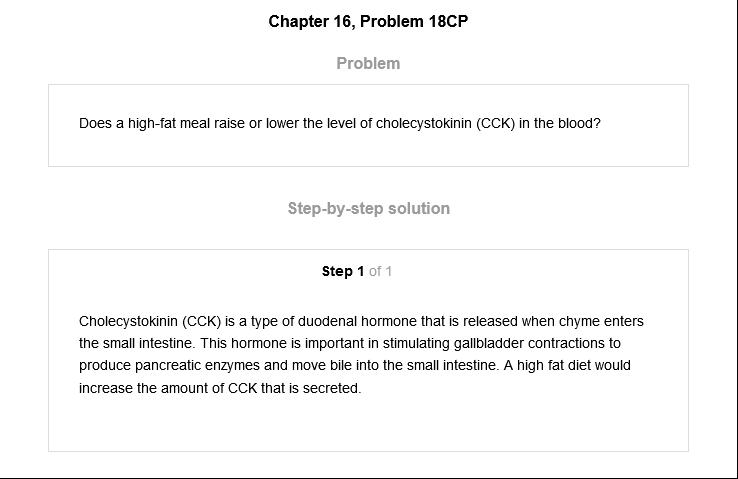 Chapter 16, Problem 18CP
Problem
Does a high-fat meal raise or lower the level of cholecystokinin (CCK) in the blood?
Step-by-step solution
Step 1 of 1
Cholecystokinin (CCK) is a type of duodenal hormone that is released when chyme enters
the small intestine. This hormone is important in stimulating gallbladder contractions to
produce pancreatic enzymes and move bile into the small intestine. A high fat diet would
increase the amount of CCK that is secreted.